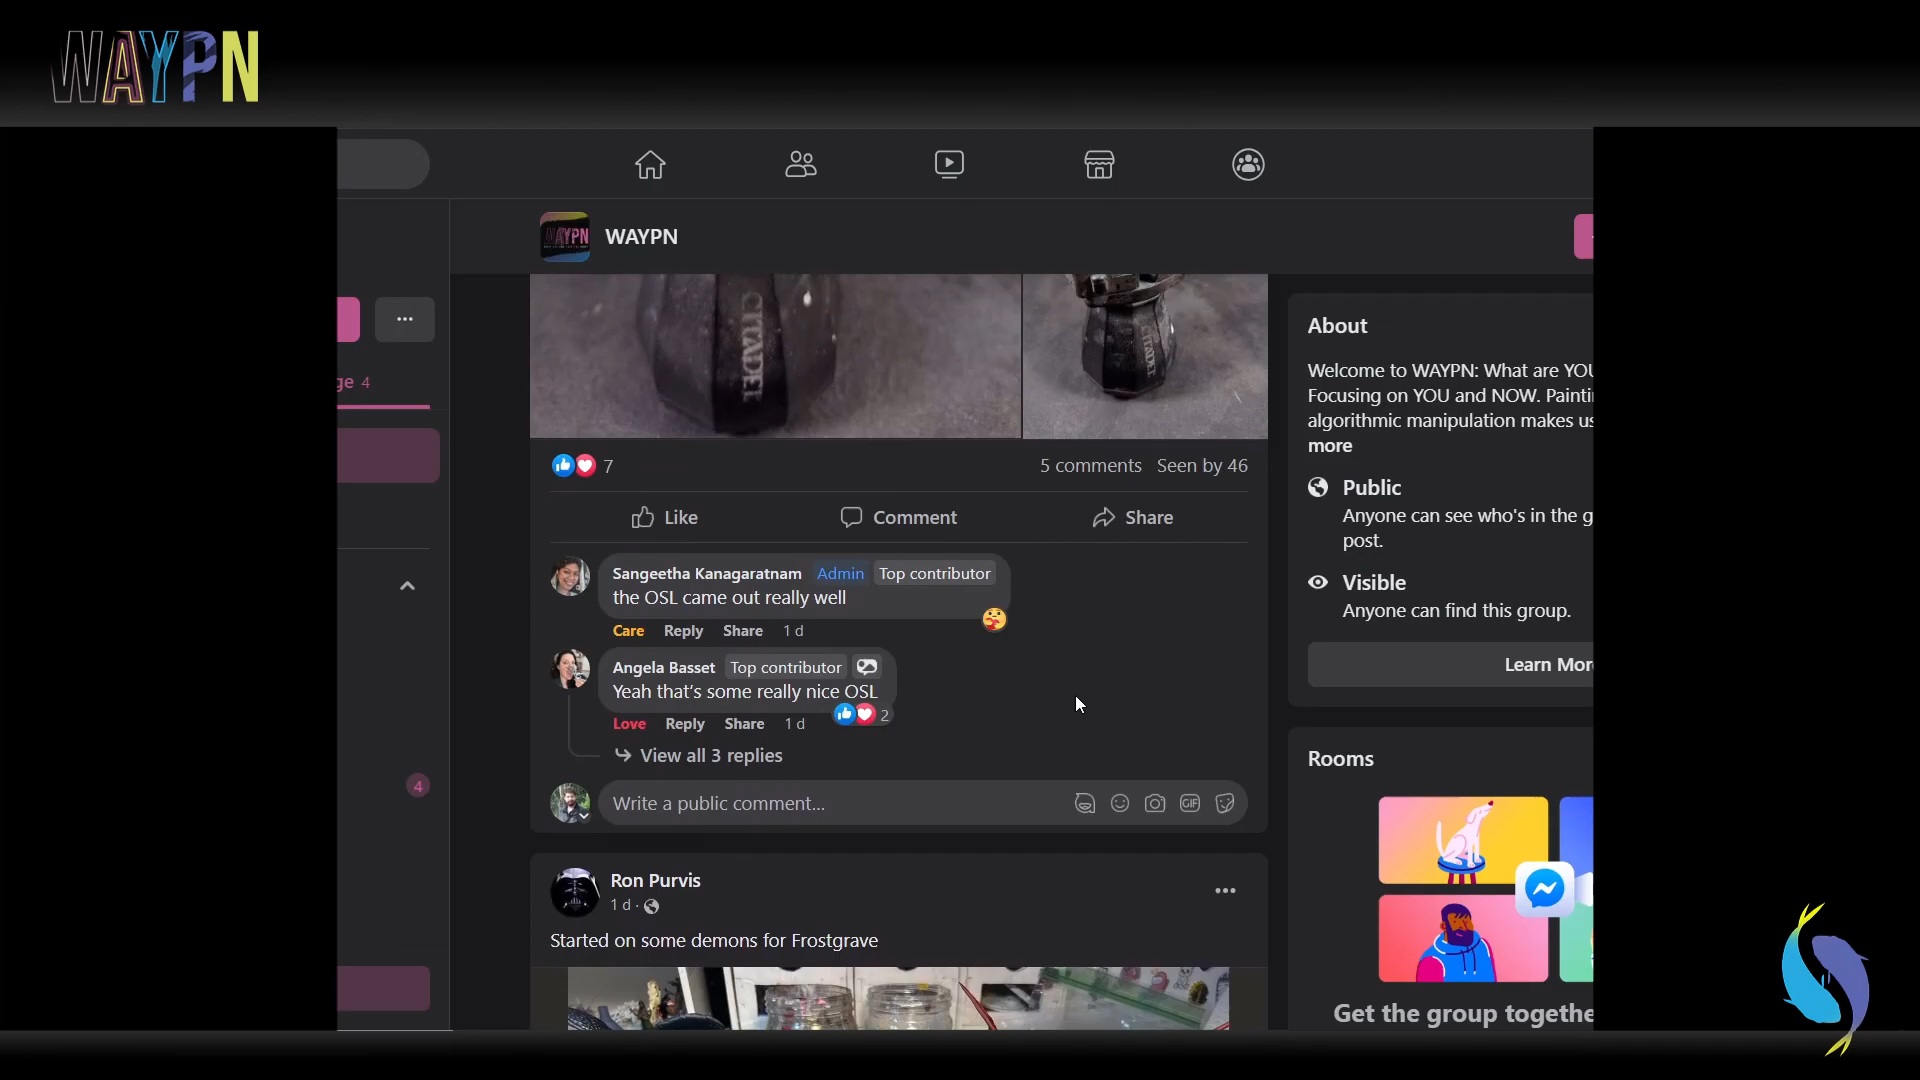 WAYPN
WAYPN
WAYPN
ge 4
4
CITADEL
CITADEL
7
5 comments Seen by 46
Like
Comment
Share
Sangeetha Kanagaratnam Admin Top contributor
the OSL came out really well
Care Reply Share 1 d
Angela Basset Top contributor
Yeah that's some really nice OSL
Love Reply Share 1 d
2
View all 3 replies
Write a public comment...
GIF
Ron Purvis
1 d ·
Started on some demons for Frostgrave
About
Welcome to WAYPN: What are YOU
Focusing on YOU and NOW. Painti
algorithmic manipulation makes us
more
Public
Anyone can see who's in the g
post.
Visible
Anyone can find this group.
Learn More
Rooms
Get the group togethe